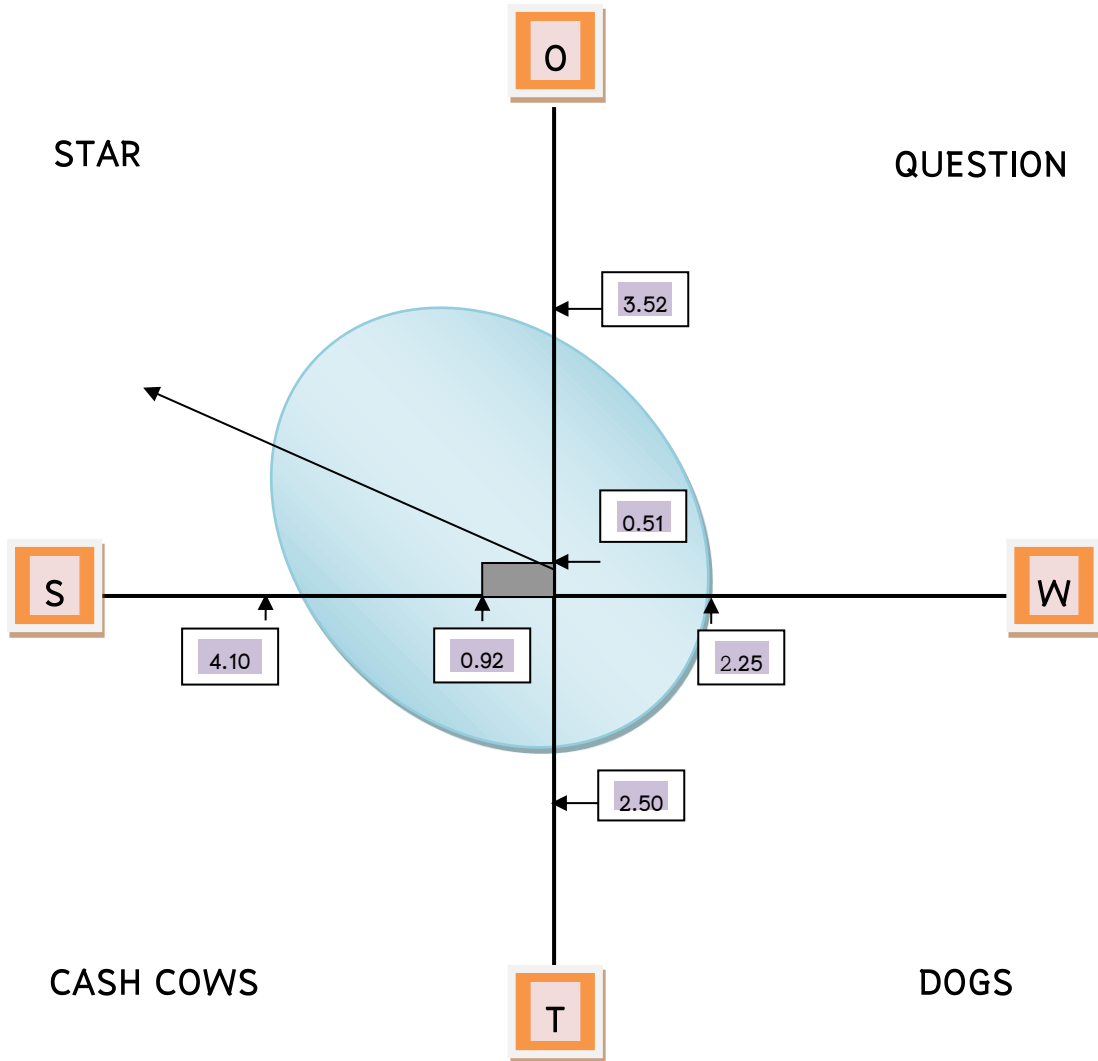 O
STAR
QUESTION
3.52
0.51
S
W
4.10
0.92
2.25
2.50
CASH COWS
DOGS
T